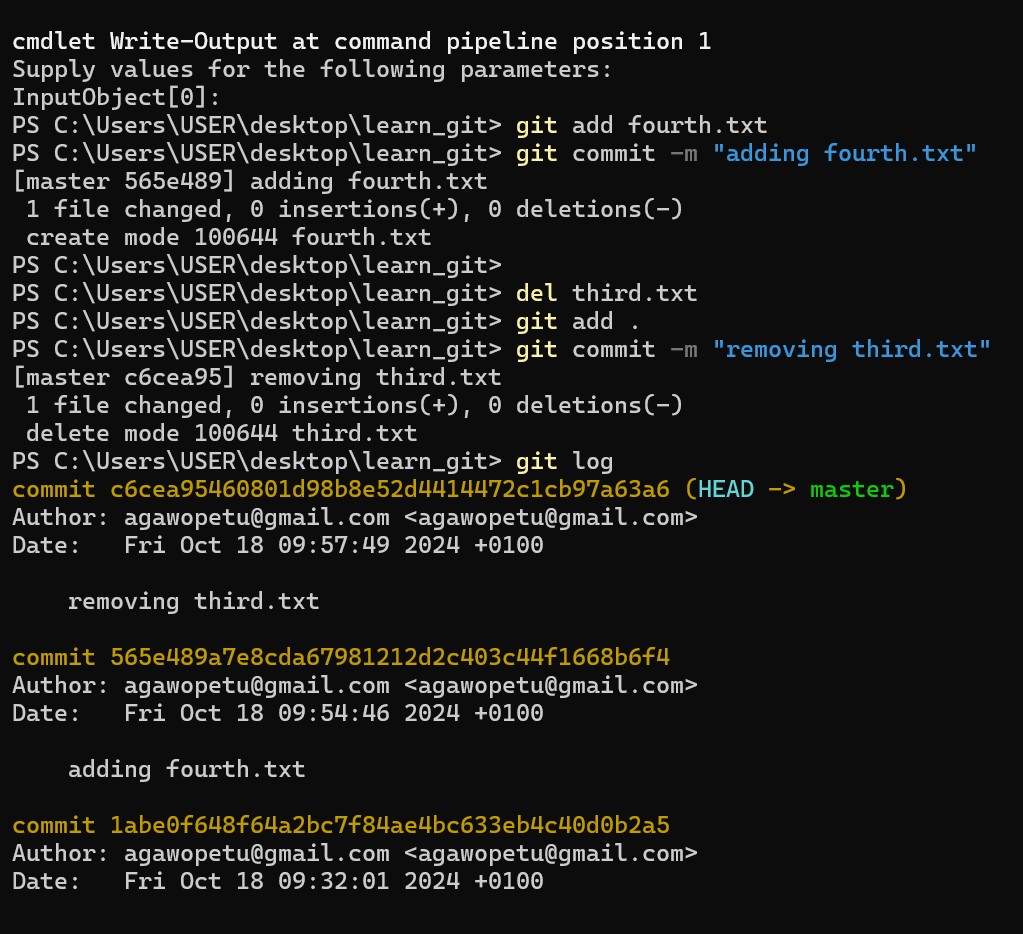 cmdlet Write-Output at command pipeline position 1
Supply values for the following parameters:
InputObject[0]:
PS C:\Users\USER\desktop\learn_git> git add fourth.txt
PS C:\Users\USER\desktop\learn_git> git commit -m "adding fourth.txt"
[master 565e489] adding fourth.txt
 1 file changed, 0 insertions(+), 0 deletions(-)
 create mode 100644 fourth.txt
PS C:\Users\USER\desktop\learn_git>
PS C:\Users\USER\desktop\learn_git> del third.txt
PS C:\Users\USER\desktop\learn_git> git add .
PS C:\Users\USER\desktop\learn_git> git commit -m "removing third.txt"
[master c6cea95] removing third.txt
 1 file changed, 0 insertions(+), 0 deletions(-)
 delete mode 100644 third.txt
PS C:\Users\USER\desktop\learn_git> git log
commit c6cea95460801d98b8e52d4414472c1cb97a63a6 (HEAD -> master)
Author: agawopetu@gmail.com <agawopetu@gmail.com>
Date:   Fri Oct 18 09:57:49 2024 +0100

    removing third.txt

commit 565e489a7e8cda67981212d2c403c44f1668b6f4
Author: agawopetu@gmail.com <agawopetu@gmail.com>
Date:   Fri Oct 18 09:54:46 2024 +0100

    adding fourth.txt

commit 1abe0f648f64a2bc7f84ae4bc633eb4c40d0b2a5
Author: agawopetu@gmail.com <agawopetu@gmail.com>
Date:   Fri Oct 18 09:32:01 2024 +0100